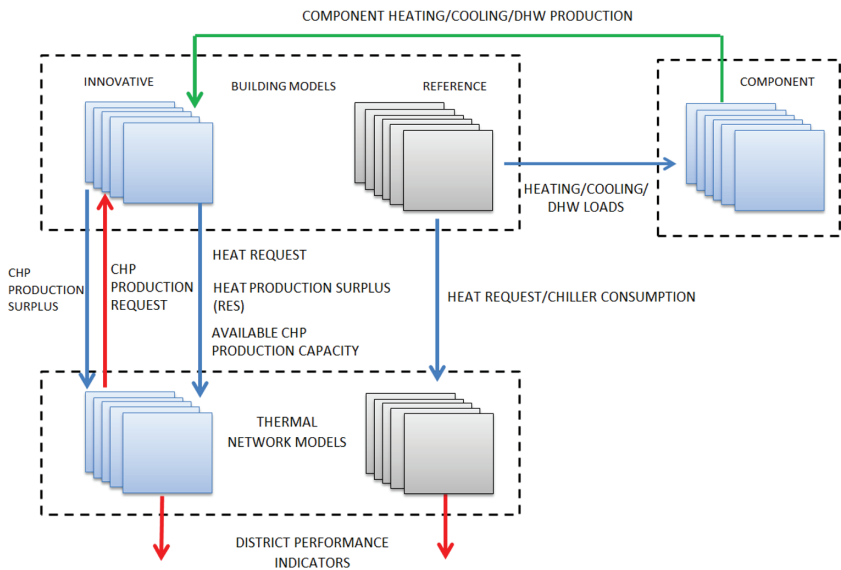 COMPONENT HEATING/COOLING/DHW PRODUCTION
INNOVATIVE
BUILDING MODELS
REFERENCE
COMPONENT
HEATING/COOLING/
DHW LOADS
CHP
PRODUCTION
SURPLUS
CHP
PRODUCTION
REQUEST
HEAT REQUEST
HEAT PRODUCTION SURPLUS
(RES)
AVAILABLE CHP
PRODUCTION CAPACITY
HEAT REQUEST/CHILLER CONSUMPTION
THERMAL
NETWORK MODELS
DISTRICT PERFORMANCE
INDICATORS